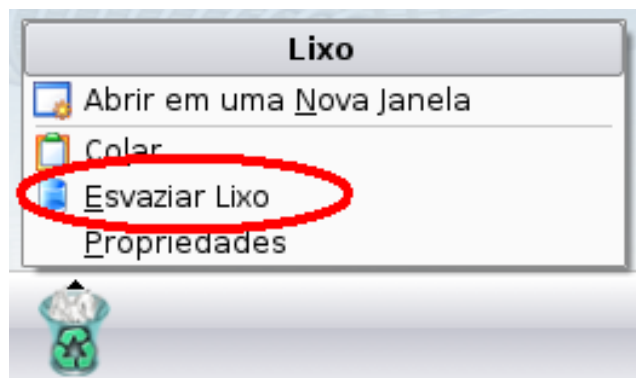 Lixo
Abrir em uma Nova Janela
Colar
Esvaziar Lixo
Propriedades